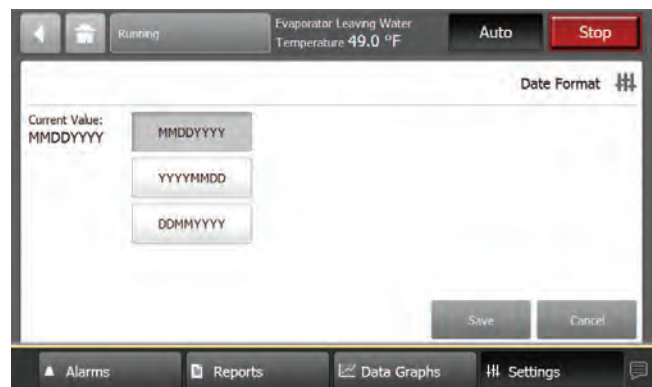 Running
Evaporator Leaving Water
Temperature 49.0 °F
Auto
Stop
Date Format
Current Value:
MMDDYYYY
MMDDYYYY
YYYYMMDD
DDMMYYYY
Save
Cancel
Alarms
Reports
Data Graphs
Settings